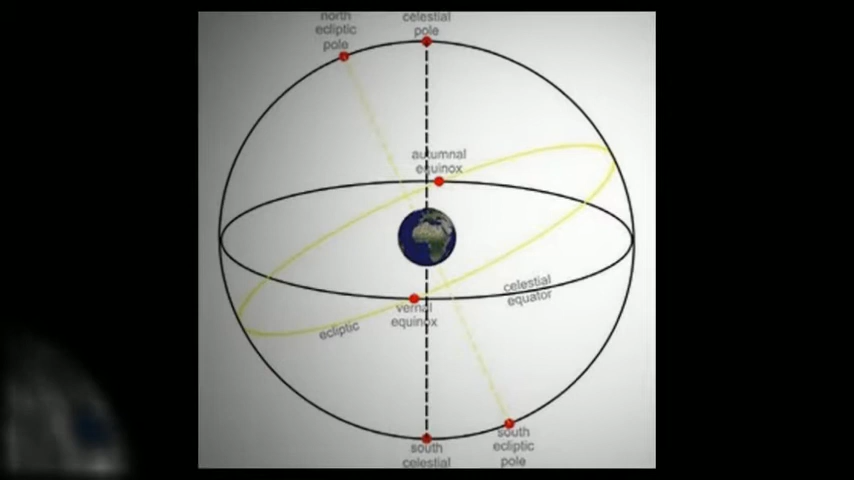 north
ecliptic
pole
celestial
pole
autumnal
equinox
celestial
equator
vernal
equinox
ecliptic
south
celestial
south
ecliptic
pole